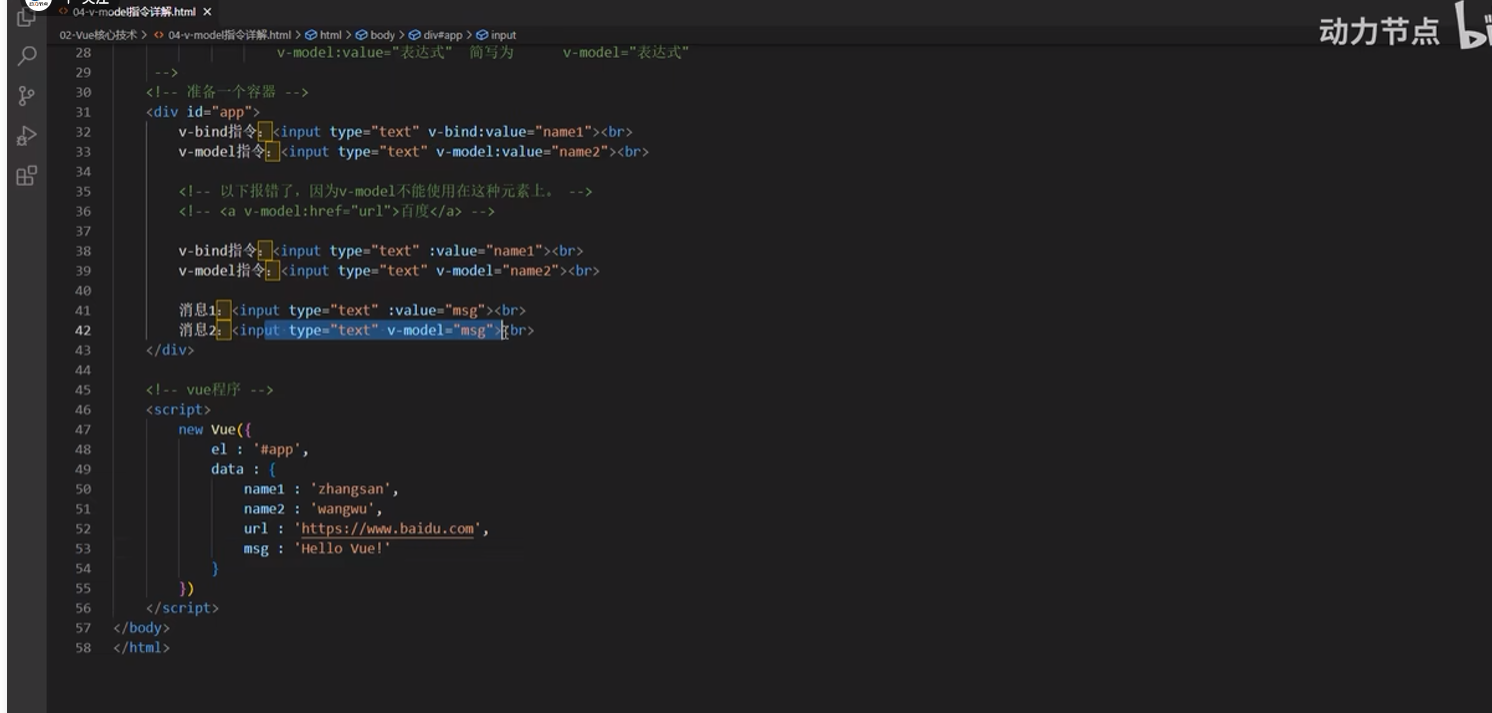 04-v-model指令详解.html ×
动力节点
02-Vue核心技术 > 04-v-model指令详解.html > html > body > div#app > input
28 v-model:value="表达式" 简写为 v-model="表达式"
29 -->
30 <!-- 准备一个容器 -->
31 <div id="app">
32 v-bind指令：<input type="text" v-bind:value="name1"><br>
33 v-model指令：<input type="text" v-model:value="name2"><br>
34
35 <!-- 以下报错了，因为v-model不能使用在这种元素上。 -->
36 <!-- <a v-model:href="url">百度</a> -->
37
38 v-bind指令：<input type="text" :value="name1"><br>
39 v-model指令：<input type="text" v-model="name2"><br>
40
41 消息1：<input type="text" :value="msg"><br>
42 消息2：<input type="text" v-model="msg"><br>
43 </div>
44
45 <!-- vue程序 -->
46 <script>
47 new Vue({
48 el : '#app',
49 data : {
50 name1 : 'zhangsan',
51 name2 : 'wangwu',
52 url : 'https://www.baidu.com',
53 msg : 'Hello Vue!'
54 }
55 })
56 </script>
57 </body>
58 </html>